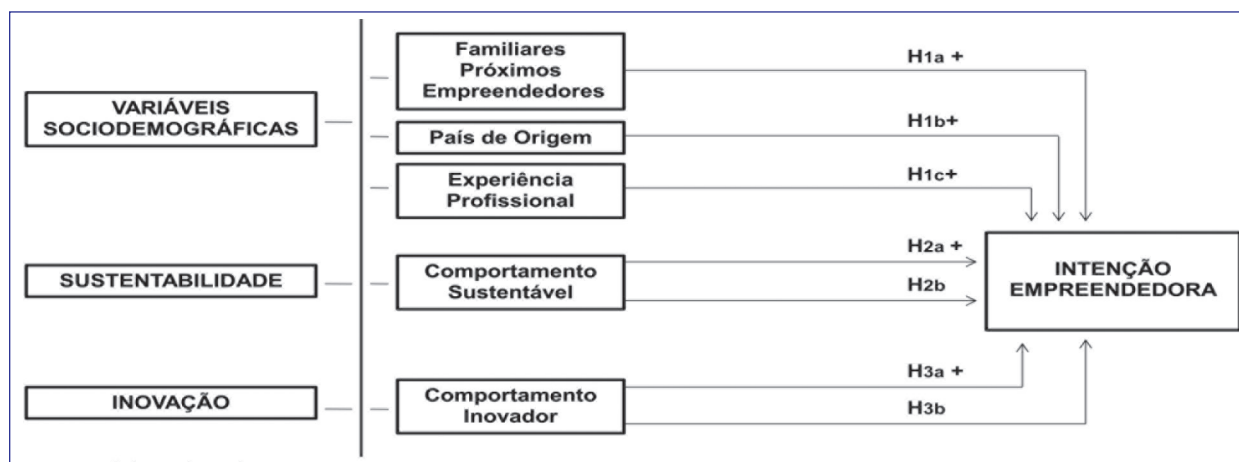 VARIÁVEIS
SOCIODEMOGRÁFICAS
Familiares
Próximos
Empreendedores
H1a +
País de Origem
H1b+
Experiência
Profissional
H1c+
SUSTENTABILIDADE
Comportamento
Sustentável
H2a +
H2b
INTENÇÃO
EMPREENDEDORA
INOVAÇÃO
Comportamento
Inovador
H3a +
H3b